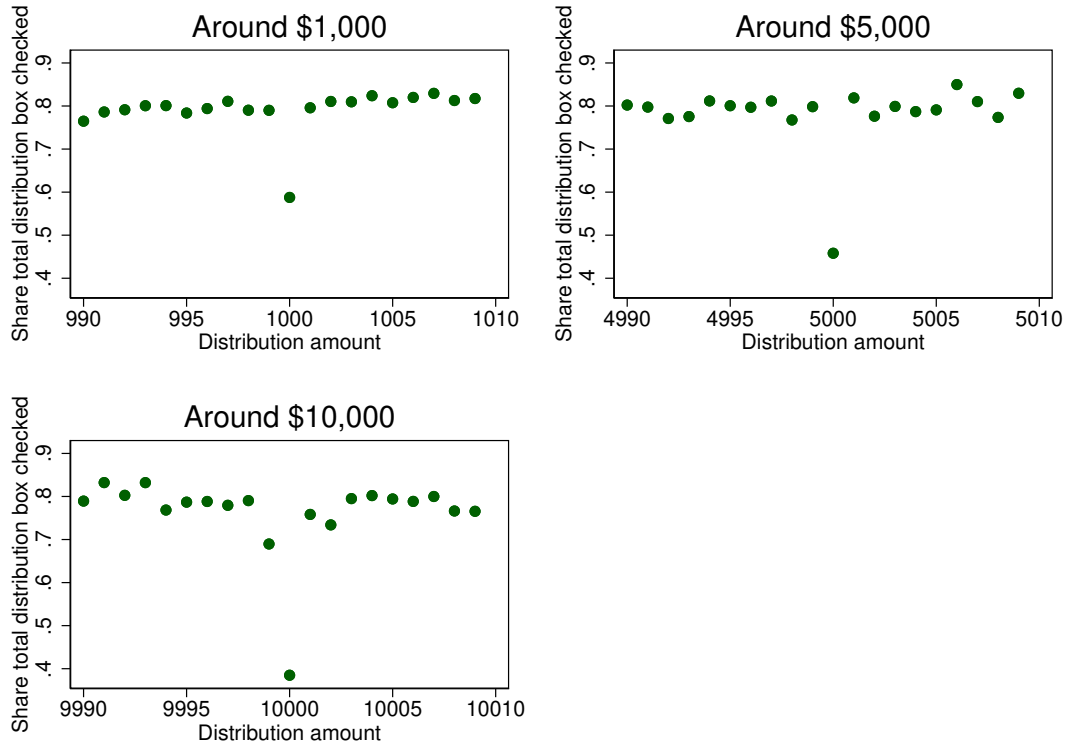 Around $1,000
Share total distribution box checked
.9
.8
.7
.6
.5
.4
990 995 1000 1005 1010
Distribution amount
Around $5,000
Share total distribution box checked
.9
.8
.7
.6
.5
.4
4990 4995 5000 5005 5010
Distribution amount
Around $10,000
Share total distribution box checked
.9
.8
.7
.6
.5
.4
9990 9995 10000 10005 10010
Distribution amount